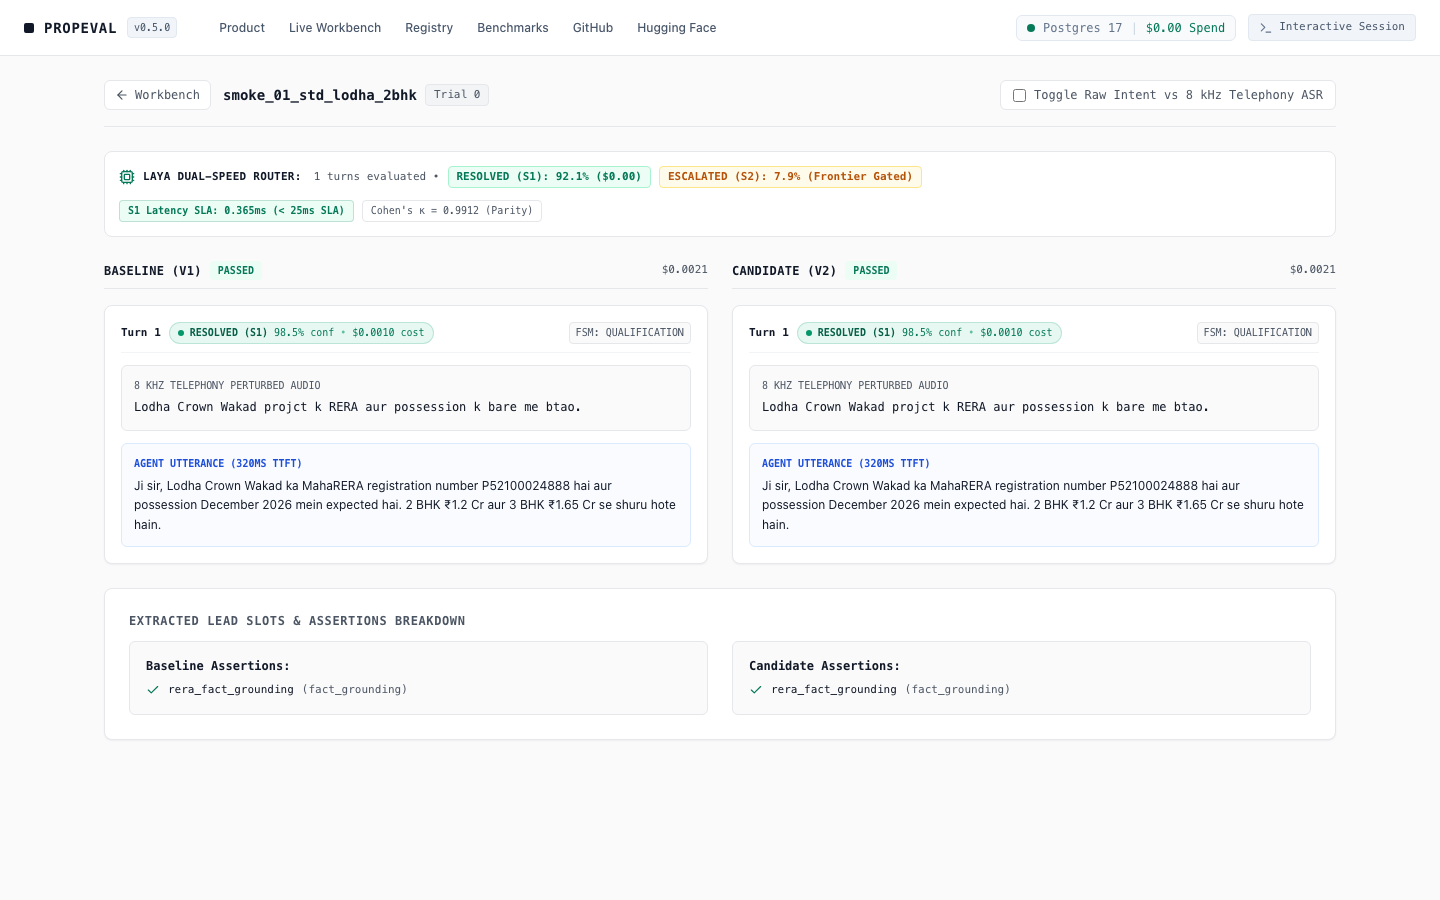 PROPEVAL v0.5.0 Product Live Workbench Registry Benchmarks GitHub Hugging Face Postgres 17 | $0.00 Spend Interactive Session
Workbench smoke_01_std_lodha_2bhk Trial 0 Toggle Raw Intent vs 8 kHz Telephony ASR
LAYA DUAL-SPEED ROUTER: 1 turns evaluated • RESOLVED (S1): 92.1% ($0.00) ESCALATED (S2): 7.9% (Frontier Gated)
S1 Latency SLA: 0.365ms (< 25ms SLA) Cohen's κ = 0.9912 (Parity)
BASELINE (V1) PASSED $0.0021
Turn 1 RESOLVED (S1) 98.5% conf • $0.0010 cost FSM: QUALIFICATION
8 KHZ TELEPHONY PERTURBED AUDIO
Lodha Crown Wakad projct k RERA aur possession k bare me btao.
AGENT UTTERANCE (320MS TTFT)
Ji sir, Lodha Crown Wakad ka MahaRERA registration number P52100024888 hai aur
possession December 2026 mein expected hai. 2 BHK ₹1.2 Cr aur 3 BHK ₹1.65 Cr se shuru hote
hain.
CANDIDATE (V2) PASSED $0.0021
Turn 1 RESOLVED (S1) 98.5% conf • $0.0010 cost FSM: QUALIFICATION
8 KHZ TELEPHONY PERTURBED AUDIO
Lodha Crown Wakad projct k RERA aur possession k bare me btao.
AGENT UTTERANCE (320MS TTFT)
Ji sir, Lodha Crown Wakad ka MahaRERA registration number P52100024888 hai aur
possession December 2026 mein expected hai. 2 BHK ₹1.2 Cr aur 3 BHK ₹1.65 Cr se shuru hote
hain.
EXTRACTED LEAD SLOTS & ASSERTIONS BREAKDOWN
Baseline Assertions:
rera_fact_grounding (fact_grounding)
Candidate Assertions:
rera_fact_grounding (fact_grounding)